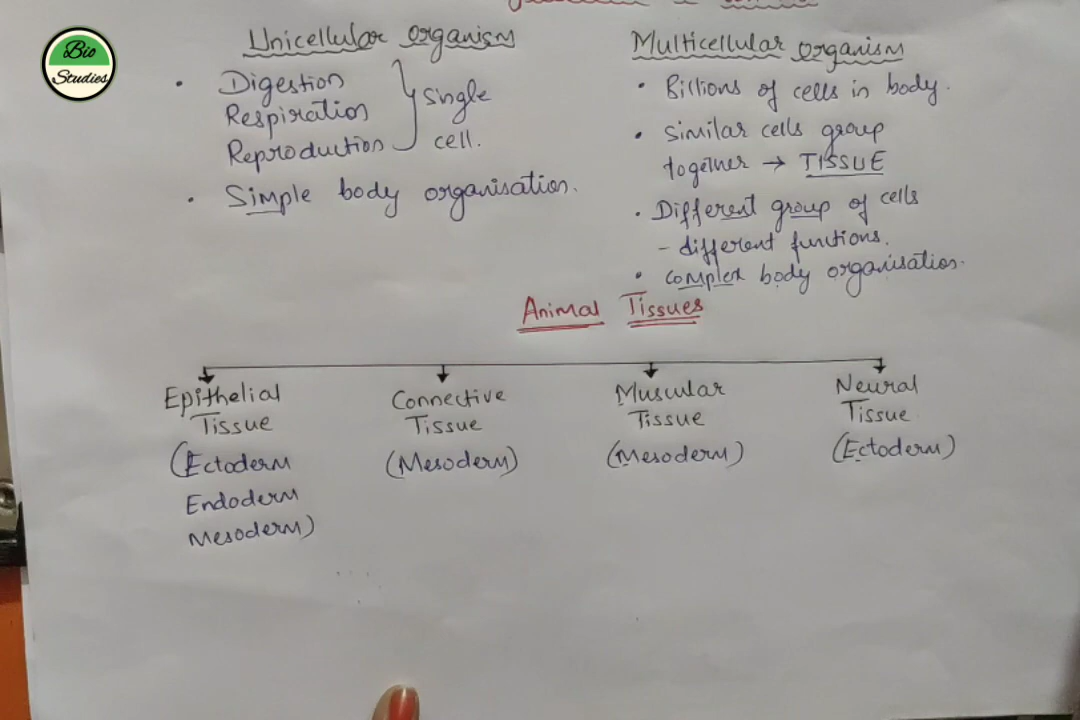 Bio
Studies
Unicellular organism
• Digestion
Respiration
Reproduction
Single
cell.
• Simple body organisation.
Multicellular organism
• Billions of cells in body.
• Similar cells group
together → TISSUE
• Different group of cells
- different functions.
• complex body organisation.
Animal Tissues
Epithelial
Tissue
(Ectoderm
Endoderm
Mesoderm)
Connective
Tissue
(Mesoderm)
Muscular
Tissue
(Mesoderm)
Neural
Tissue
(Ectoderm)